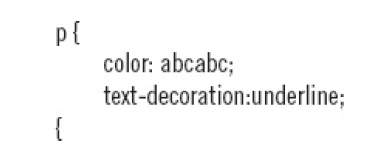 p {
color: abcabc;
text-decoration:underline;
{